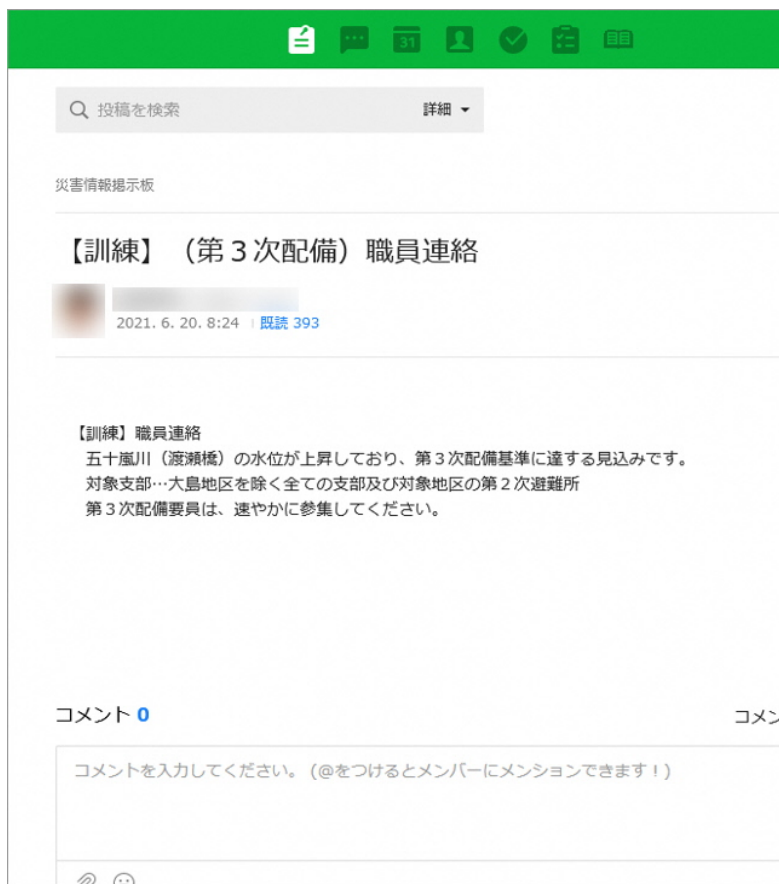 31
投稿を検索
詳細
災害情報掲示板
【訓練】（第３次配備）職員連絡
2021. 6. 20. 8:24 既読 393
【訓練】職員連絡
五十嵐川（渡瀬橋）の水位が上昇しており、第３次配備基準に達する見込みです。
対象支部…大島地区を除く全ての支部及び対象地区の第２次避難所
第３次配備要員は、速やかに参集してください。
コメント 0
コメン
コメントを入力してください。 (@をつけるとメンバーにメンションできます！)